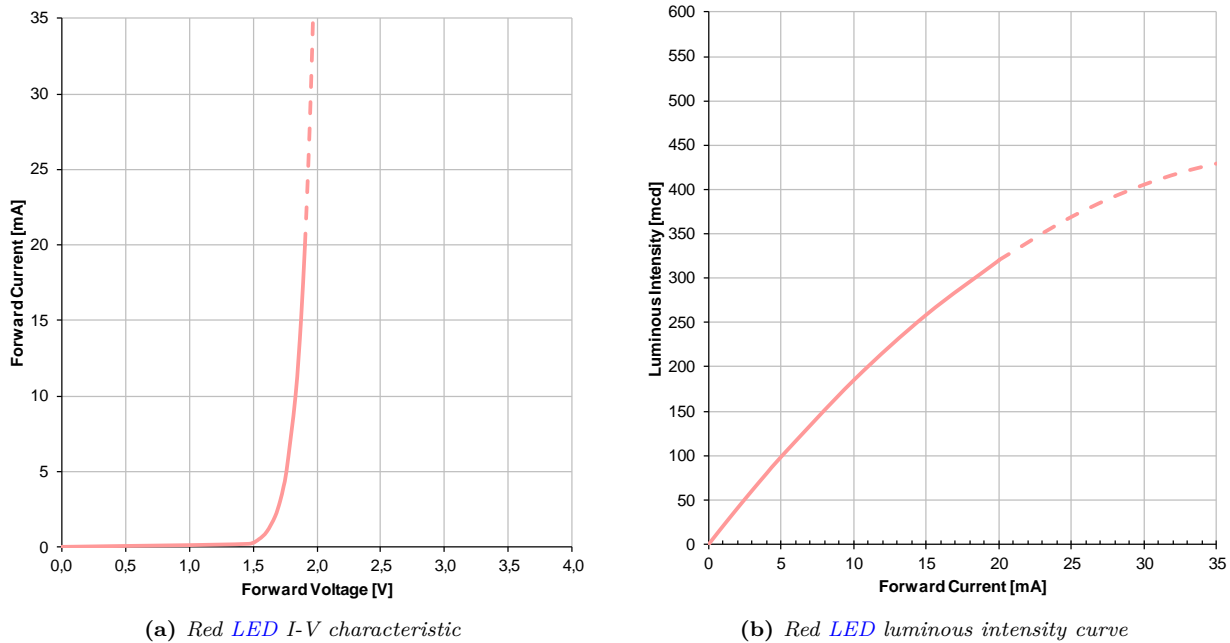 35
30
25
20
15
10
5
0
Forward Current [mA]
0,0 0,5 1,0 1,5 2,0 2,5 3,0 3,5 4,0
Forward Voltage [V]
(a) Red LED I-V characteristic
600
550
500
450
400
350
300
250
200
150
100
50
0
Luminous Intensity [mcd]
0 5 10 15 20 25 30 35
Forward Current [mA]
(b) Red LED luminous intensity curve